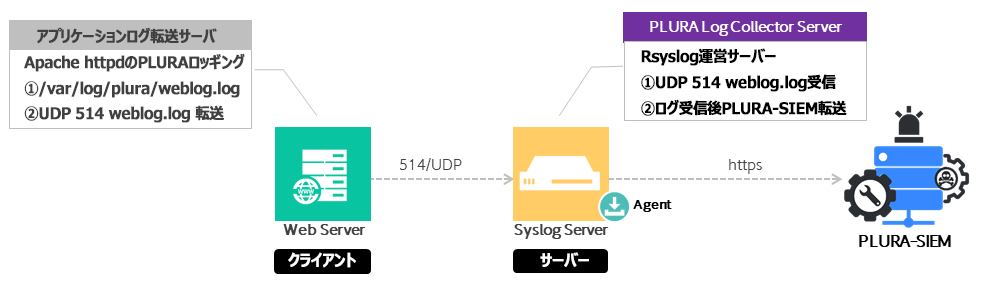 アプリケーションログ転送サーバ
Apache httpdのPLURAロッギング
①/var/log/plura/weblog.log
②UDP 514 weblog.log 転送
PLURA Log Collector Server
Rsyslog運営サーバー
①UDP 514 weblog.log受信
②ログ受信後PLURA-SIEM転送
WWW
514/UDP
https
Agent
Web Server
Syslog Server
PLURA-SIEM
クライアント
サーバー